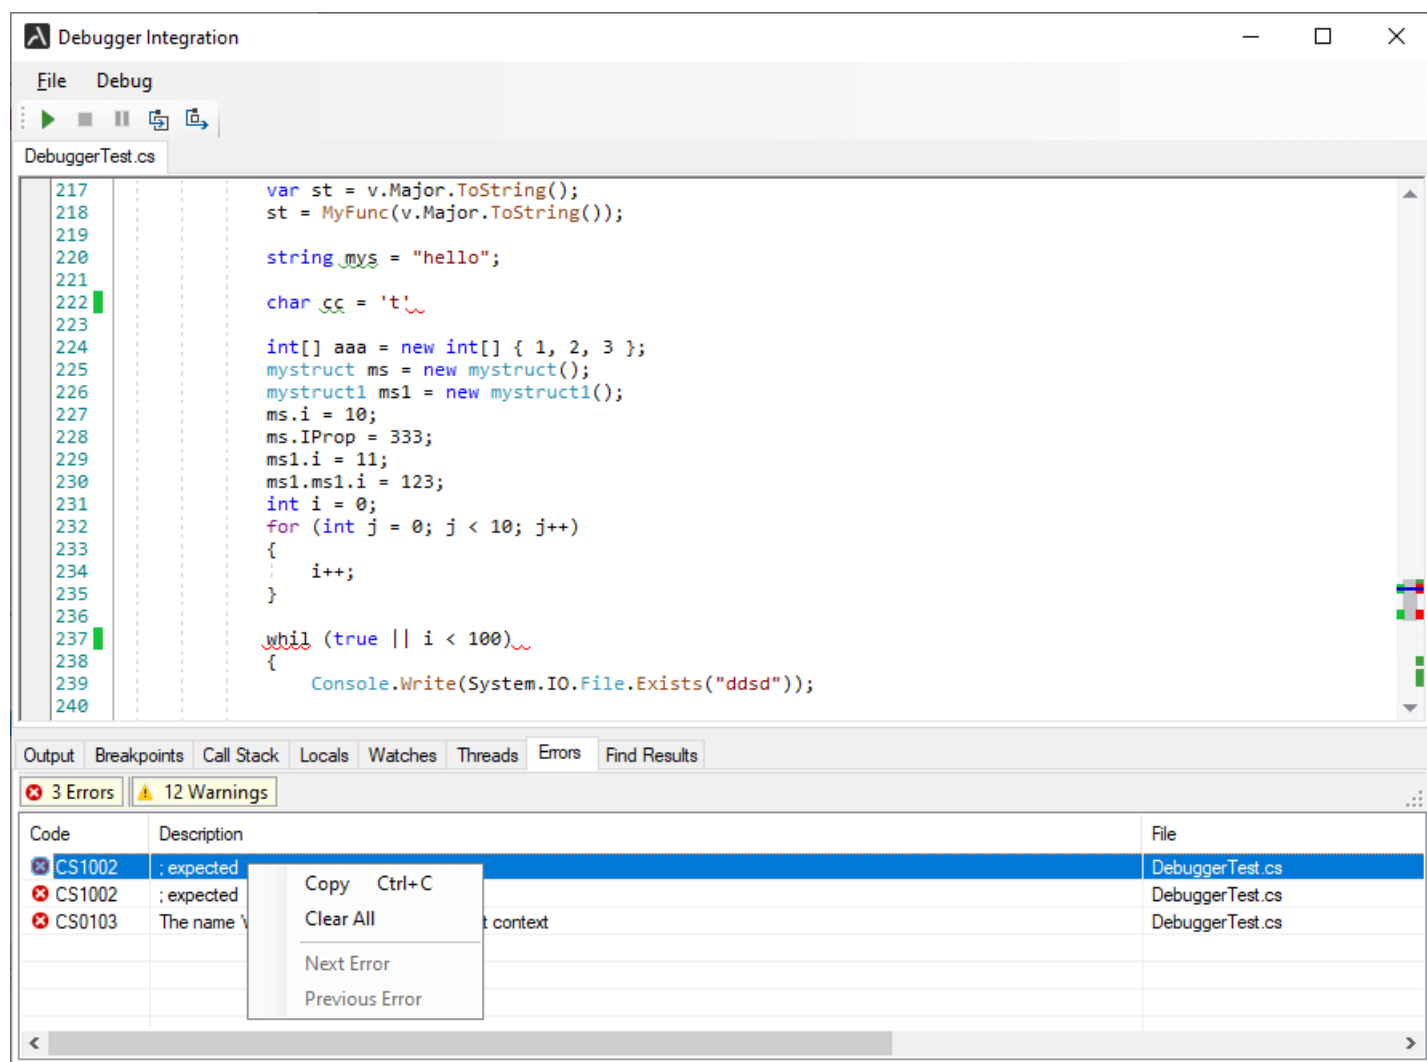 Debugger Integration
File Debug
DebuggerTest.cs
217 var st = v.Major.ToString();
218 st = MyFunc(v.Major.ToString());
219
220 string mys = "hello";
221
222 char cc = 't'
223
224 int[] aaa = new int[] { 1, 2, 3 };
225 mystruct ms = new mystruct();
226 mystruct1 ms1 = new mystruct1();
227 ms.i = 10;
228 ms.IProp = 333;
229 ms1.i = 11;
230 ms1.ms1.i = 123;
231 int i = 0;
232 for (int j = 0; j < 10; j++)
233 {
234 i++;
235 }
236
237 whil (true || i < 100)
238 {
239 Console.Write(System.IO.File.Exists("ddsd"));
240
Output Breakpoints Call Stack Locals Watches Threads Errors Find Results
3 Errors 12 Warnings
Code Description File
CS1002 ; expected DebuggerTest.cs
CS1002 ; expected DebuggerTest.cs
CS0103 The name context DebuggerTest.cs
Copy Ctrl+C
Clear All
Next Error
Previous Error